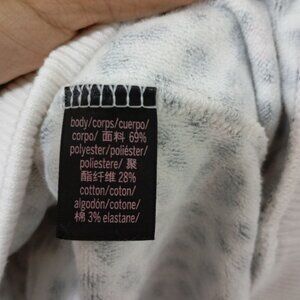 body/corps/cuerpo/
corpo/ 面料 69%
polyester/poliéster/
poliestere/ 聚
酯纤维 28%
cotton/coton/
algodón/cotone/
棉 3% elastane/